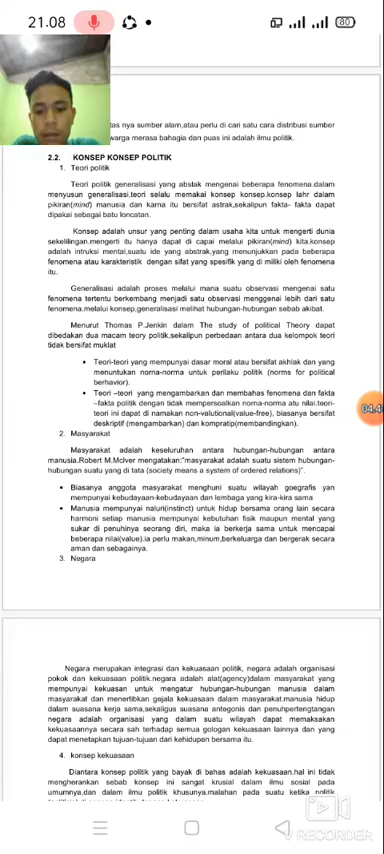 21.08
80
tas nya sumber alam,atau perlu di cari satu cara distribusi sumber
warga merasa bahagia dan puas ini adalah ilmu politik.
2.2. KONSEP KONSEP POLITIK
1. Teori politik
Teori politik generalisasi yang abstak mengenai beberapa fenomena.dalam
menyusun generalisasi,teori selalu memakai konsep konsep.konsep lahr dalam
pikiran(mind) manusia dan karna itu bersifat astrak,sekalipun fakta- fakta dapat
dipakai sebagai batu loncatan.
Konsep adalah unsur yang penting dalam usaha kita untuk mengerti dunia
sekelilingan.mengerti itu hanya dapat di capai melalui pikiran(mind) kita.konsep
adalah intruksi mental,suatu ide yang abstrak,yang menunjukkan pada beberapa
fenomena atau karakteristik dengan sifat yang spesifik yang di miliki oleh fenomena
itu.
Generalisasi adalah proses melalui mana suatu observasi mengenai satu
fenomena tertentu berkembang menjadi satu observasi menggenai lebih dari satu
fenomena.melalui konsep,generalisasi melihat hubungan-hubungan sebab akibat.
Menurut Thomas P.Jenkin dalam The study of political Theory dapat
dibedakan dua macam teory politik,sekalipun perbedaan antara dua kelompok teori
tidak bersifat muklat
• Teori-teori yang mempunyai dasar moral atau bersifat akhlak dan yang
menuntukan norma-norma untuk perilaku politik (norms for political
berhavior).
• Teori –teori yang mengambarkan dan membahas fenomena dan fakta
–fakta politik dengan tidak mempersoalkan norma-norma atu nilai.teori-
teori ini dapat di namakan non-valutional(value-free), biasanya bersifat
deskriptif (mengambarkan) dan kompratip(membandingkan).
04.4
2. Masyarakat
Masyarakat adalah keseluruhan antara hubungan-hubungan antara
manusia.Robert M.McIver mengatakan:"masyarakat adalah suatu sistem hubungan-
hubungan suatu yang di tata (society means a system of ordered relations)".
• Biasanya anggota masyarakat menghuni suatu wilayah goegrafis yan
mempunyai kebudayaan-kebudayaan dan lembaga yang kira-kira sama
• Manusia mempunyai naluri(instinct) untuk hidup bersama orang lain secara
harmoni setiap manusia mempunyai kebutuhan fisik maupun mental yang
sukar di penuhinya seorang diri, maka ia berkerja sama untuk mencapai
beberapa nilai(value).ia perlu makan,minum,berkeluarga dan bergerak secara
aman dan sebagainya.
3. Negara
Negara merupakan integrasi dan kekuasaan politik, negara adalah organisasi
pokok dan kekuasaan politik.negara adalah alat(agency)dalam masyarakat yang
mempunyai kekuasan untuk mengatur hubungan-hubungan manusia dalam
masyarakat dan menertibkan gejala kekuasaan dalam masyarakat.manusia hidup
dalam suasana kerja sama,sekaligus suasana antegonis dan penuhpertengtangan
negara adalah organisasi yang dalam suatu wilayah dapat memaksakan
kekuasaannya secara sah terhadap semua gologan kekuasaan lainnya dan yang
dapat menetapkan tujuan-tujuan dari kehidupan bersama itu.
4. konsep kekuasaan
Diantara konsep politik yang bayak di bahas adalah kekuasaan.hal ini tidak
mengherankan sebab konsep ini sangat krusial dalam ilmu sosial pada
umumnya,dan dalam ilmu politik khusunya.malahan pada suatu ketika politik
RECORDER